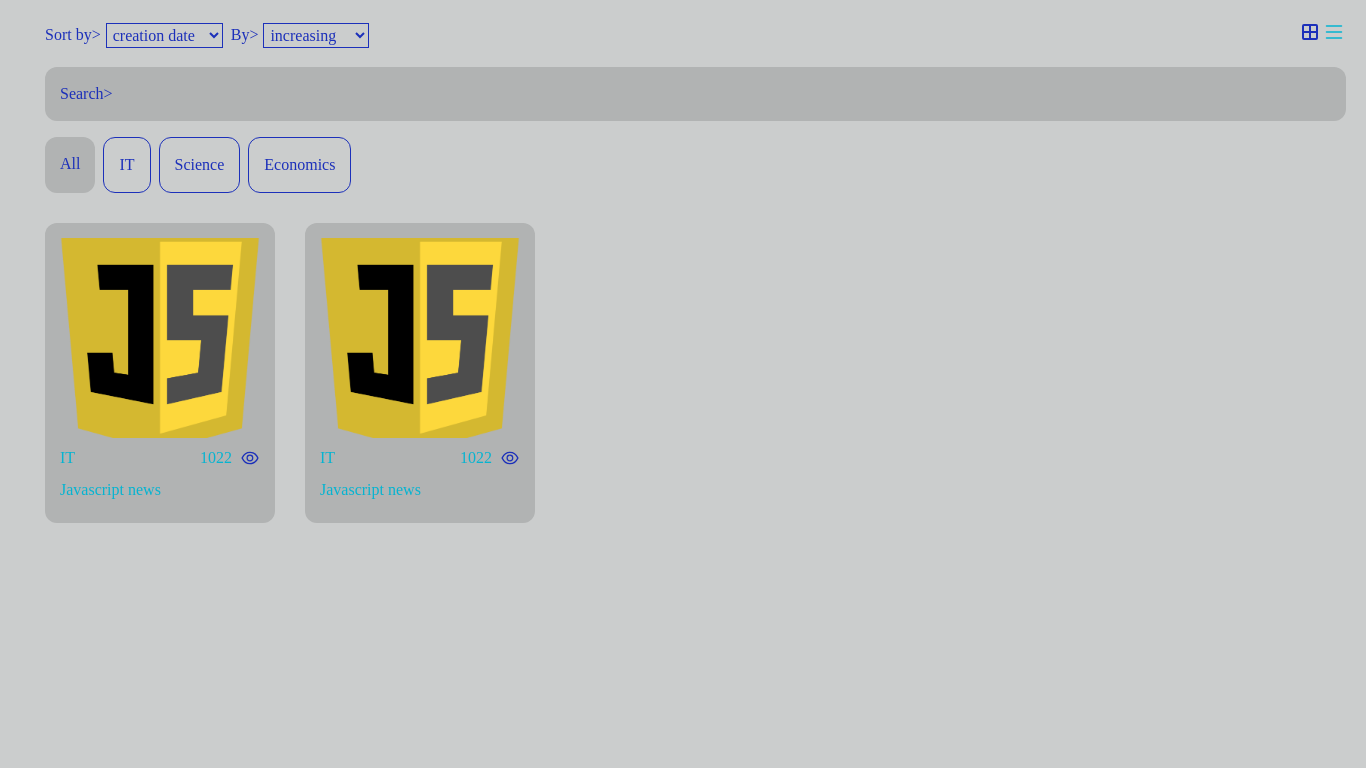 Sort by> creation date By> increasing
Search>
All IT Science Economics
JS JS
IT 1022 IT 1022
Javascript news Javascript news